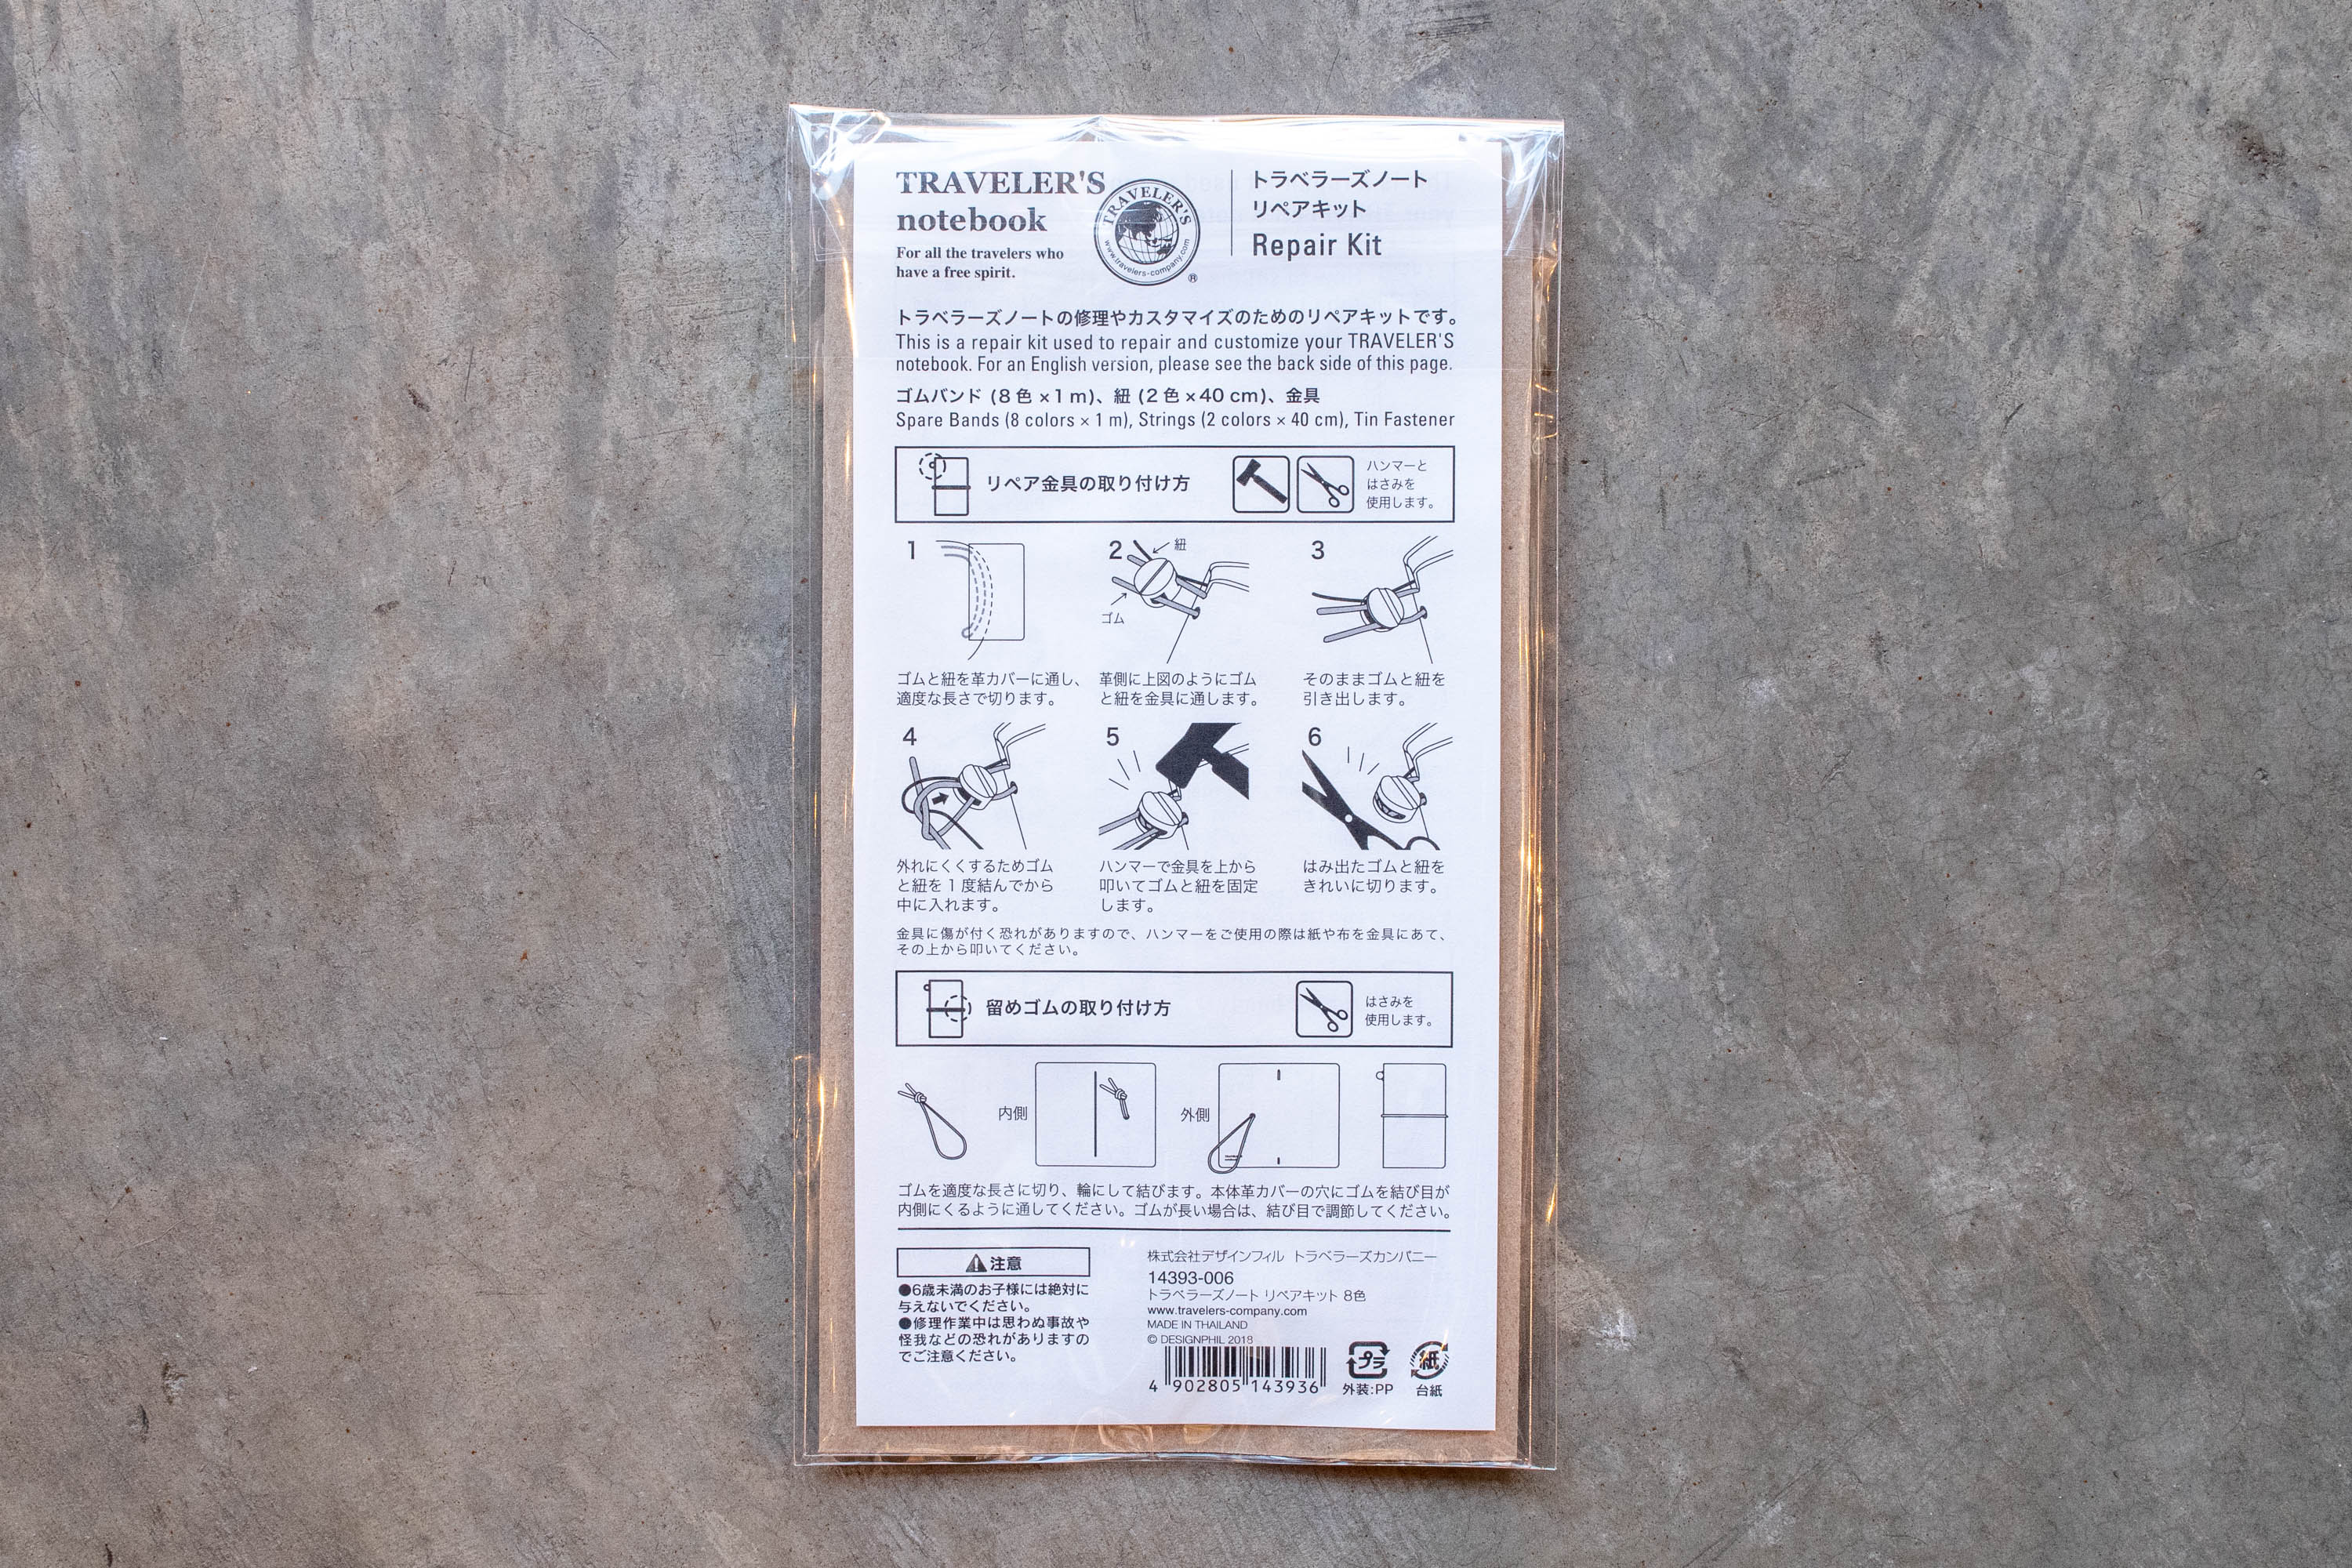 TRAVELER'S
notebook
For all the travelers who
have a free spirit.
TRAVELER'S
www.travelers-company.com
®
トラベラーズノート
リペアキット
Repair Kit
トラベラーズノートの修理やカスタマイズのためのリペアキットです。
This is a repair kit used to repair and customize your TRAVELER'S
notebook. For an English version, please see the back side of this page.
ゴムバンド (8色×1m)、紐 (2色×40cm)、金具
Spare Bands (8 colors × 1 m), Strings (2 colors × 40 cm), Tin Fastener
リペア金具の取り付け方
ハンマーと
はさみを
使用します。
1
ゴムと紐を革カバーに通し、
適度な長さで切ります。
2
紐
ゴム
革側に上図のようにゴム
と紐を金具に通します。
3
そのままゴムと紐を
引き出します。
4
外れにくくするためゴム
と紐を1度結んでから
中に入れます。
5
ハンマーで金具を上から
叩いてゴムと紐を固定
します。
6
はみ出たゴムと紐を
きれいに切ります。
金具に傷が付く恐れがありますので、ハンマーをご使用の際は紙や布を金具にあて、
その上から叩いてください。
留めゴムの取り付け方
はさみを
使用します。
内側
外側
ゴムを適度な長さに切り、輪にして結びます。本体革カバーの穴にゴムを結び目が
内側にくるように通してください。ゴムが長い場合は、結び目で調節してください。
注意
●6歳未満のお子様には絶対に
与えないでください。
●修理作業中は思わぬ事故や
怪我などの恐れがありますの
でご注意ください。
株式会社デザインフィル トラベラーズカンパニー
14393-006
トラベラーズノート リペアキット 8色
www.travelers-company.com
MADE IN THAILAND
© DESIGNPHIL 2018
4 902805 143936
プラ
外装:PP
紙
台紙